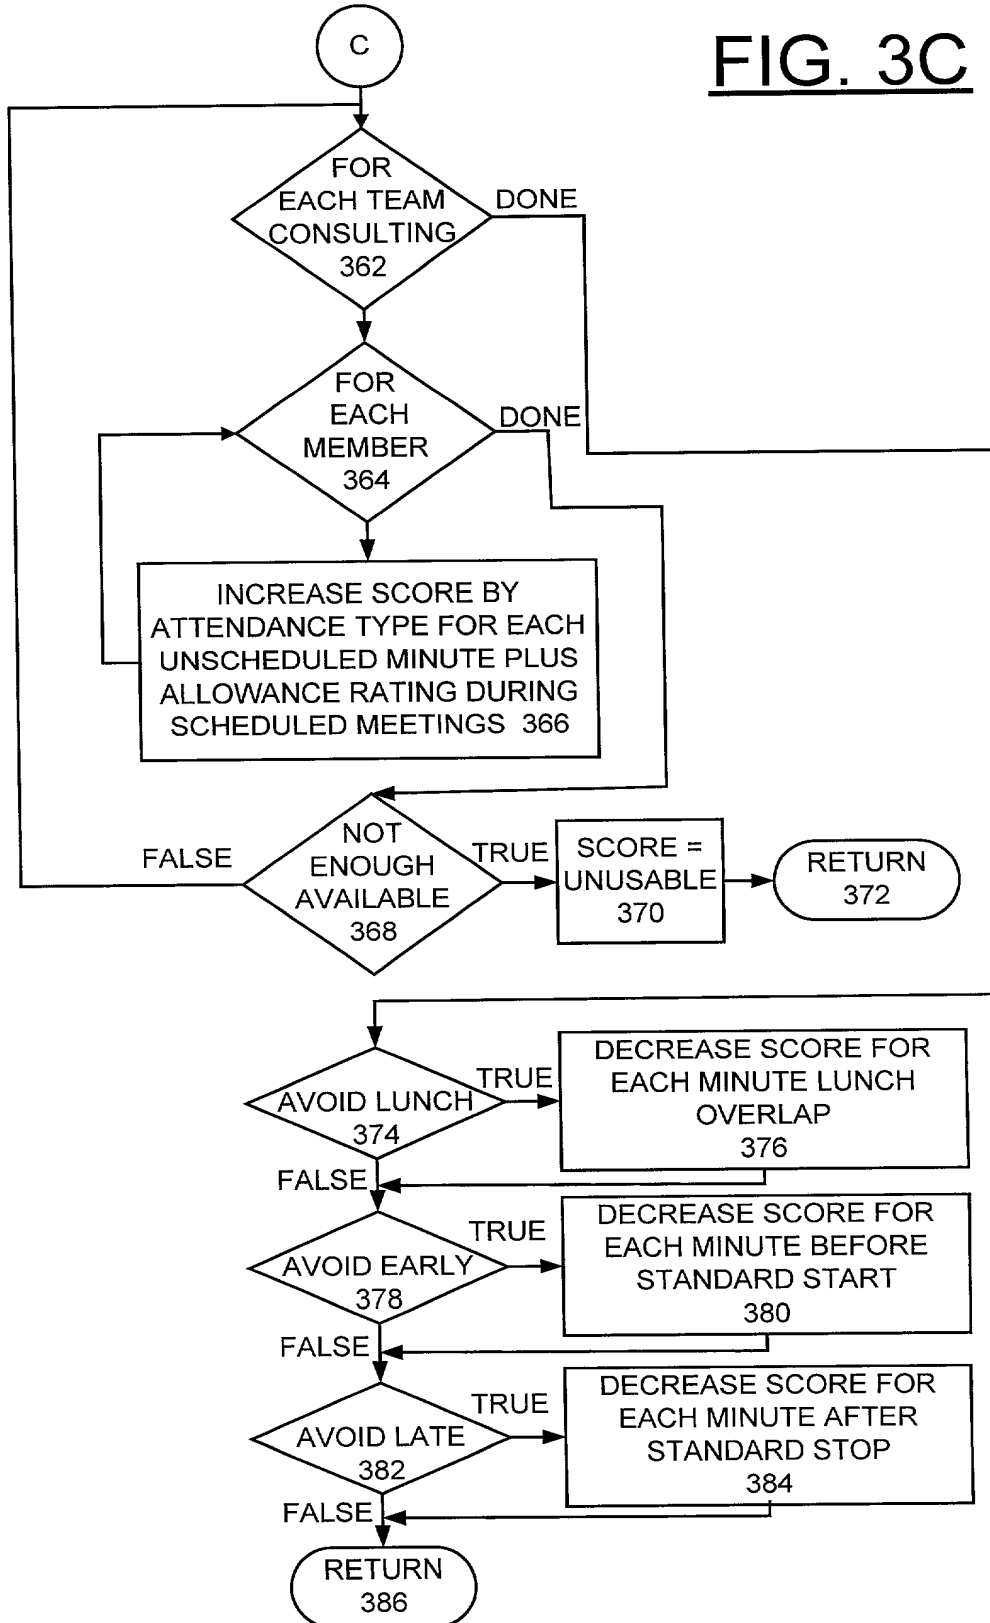 C
FIG. 3C
FOR
EACH TEAM
CONSULTING
362
DONE
FOR
EACH
MEMBER
364
DONE
INCREASE SCORE BY
ATTENDANCE TYPE FOR EACH
UNSCHEDULED MINUTE PLUS
ALLOWANCE RATING DURING
SCHEDULED MEETINGS 366
FALSE
NOT
ENOUGH
AVAILABLE
368
TRUE
SCORE =
UNUSABLE
370
RETURN
372
AVOID LUNCH
374
TRUE
DECREASE SCORE FOR
EACH MINUTE LUNCH
OVERLAP
376
FALSE
AVOID EARLY
378
TRUE
DECREASE SCORE FOR
EACH MINUTE BEFORE
STANDARD START
380
FALSE
AVOID LATE
382
TRUE
DECREASE SCORE FOR
EACH MINUTE AFTER
STANDARD STOP
384
FALSE
RETURN
386